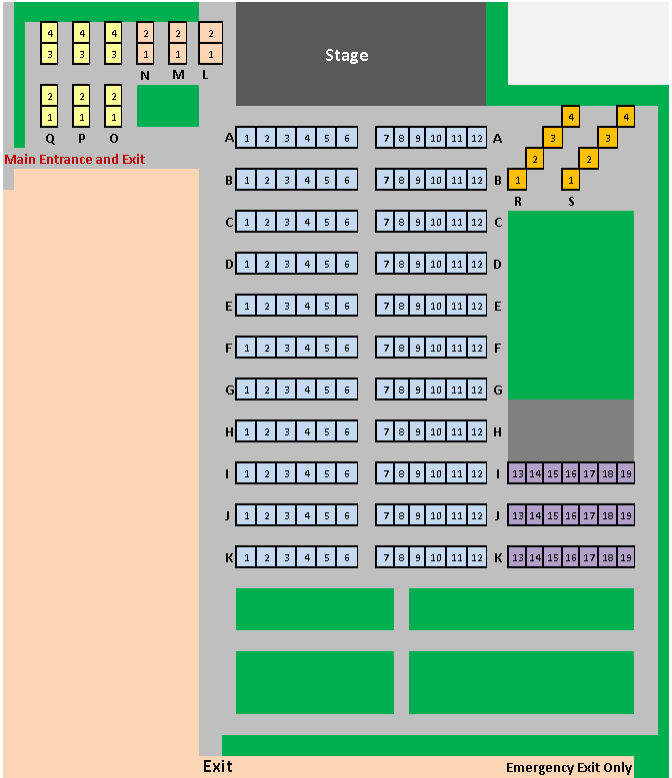 4 4 4 2 2 2
Stage
3 3 3 1 1 1
N M L
2 2 2
4 4
1 1 1
3 3
Q P O
A 1 2 3 4 5 6 7 8 9 10 11 12 A
Main Entrance and Exit
2 2
B 1 2 3 4 5 6 7 8 9 10 11 12 B 1 1
R S
C 1 2 3 4 5 6 7 8 9 10 11 12 C
D 1 2 3 4 5 6 7 8 9 10 11 12 D
E 1 2 3 4 5 6 7 8 9 10 11 12 E
F 1 2 3 4 5 6 7 8 9 10 11 12 F
G 1 2 3 4 5 6 7 8 9 10 11 12 G
H 1 2 3 4 5 6 7 8 9 10 11 12 H
I 1 2 3 4 5 6 7 8 9 10 11 12 I 13 14 15 16 17 18 19
J 1 2 3 4 5 6 7 8 9 10 11 12 J 13 14 15 16 17 18 19
K 1 2 3 4 5 6 7 8 9 10 11 12 K 13 14 15 16 17 18 19
Exit
Emergency Exit Only